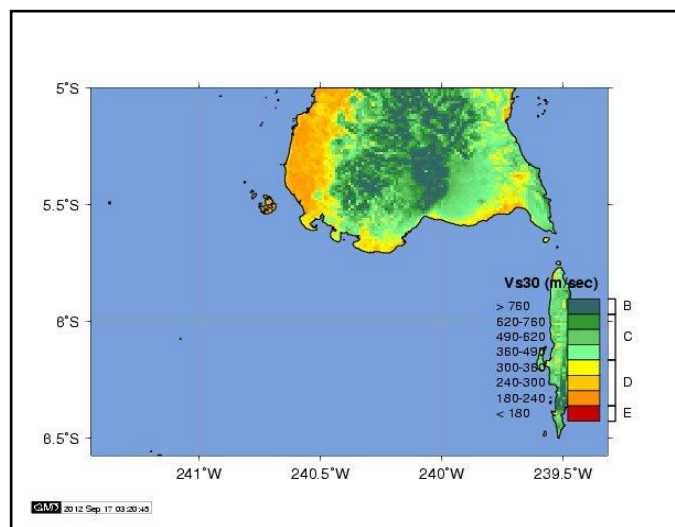 5˚S
5.5˚S
6˚S
6.5˚S
241˚W
240.5˚W
240˚W
239.5˚W
Vs30 (m/sec)
> 760 B
620-760
490-620 C
360-490
300-360
240-300 D
180-240
< 180 E
GMT 2012 Sep 17 03:20:45